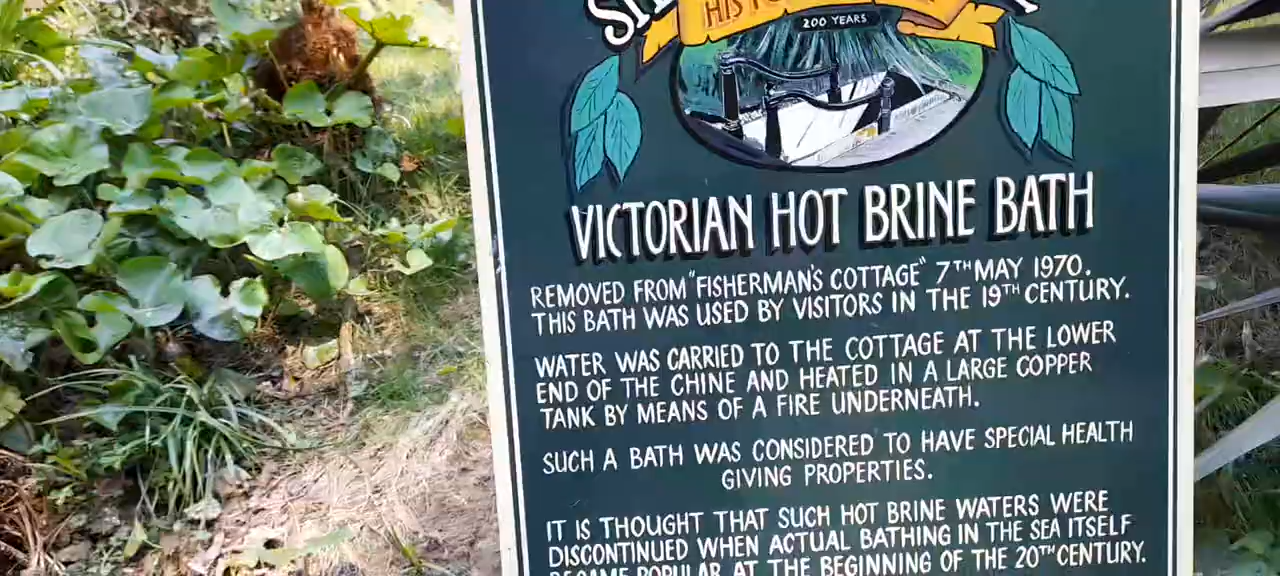 200 YEARS
VICTORIAN HOT BRINE BATH
REMOVED FROM "FISHERMAN'S COTTAGE" 7TH MAY 1970.
THIS BATH WAS USED BY VISITORS IN THE 19TH CENTURY.
WATER WAS CARRIED TO THE COTTAGE AT THE LOWER
END OF THE CHINE AND HEATED IN A LARGE COPPER
TANK BY MEANS OF A FIRE UNDERNEATH.
SUCH A BATH WAS CONSIDERED TO HAVE SPECIAL HEALTH
GIVING PROPERTIES.
IT IS THOUGHT THAT SUCH HOT BRINE WATERS WERE
DISCONTINUED WHEN ACTUAL BATHING IN THE SEA ITSELF
BECAME POPULAR AT THE BEGINNING OF THE 20TH CENTURY.